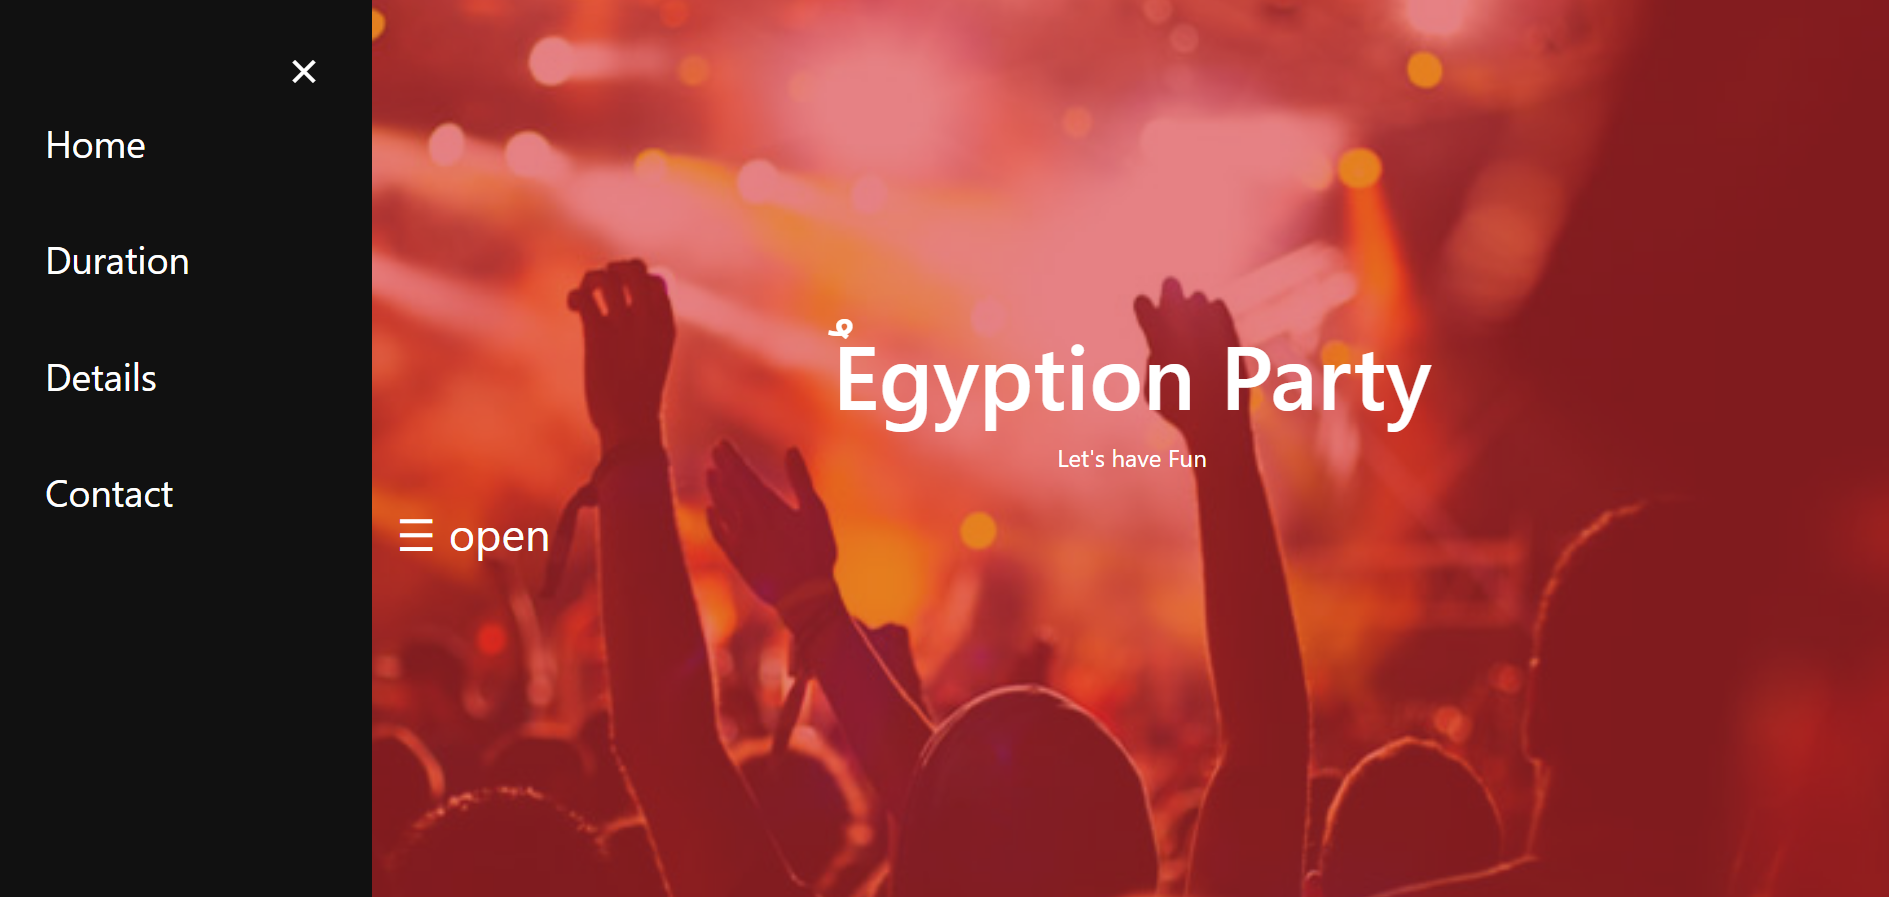 ×
Home
Duration
Details
Contact
ُEgyption Party
Let's have Fun
☰ open